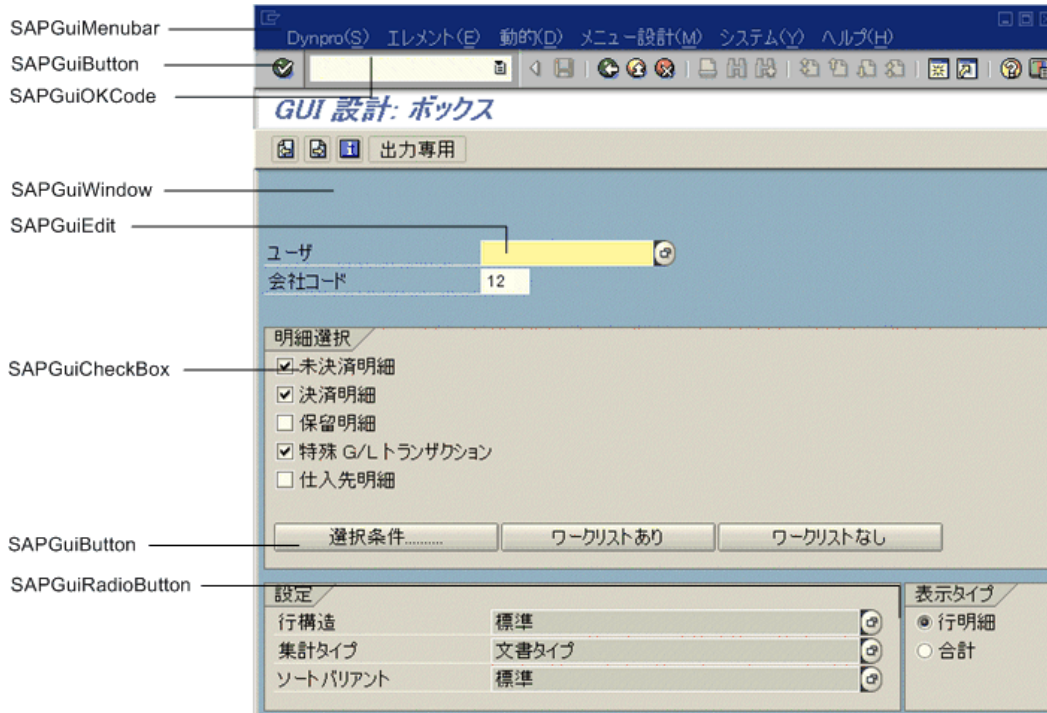 SAPGuiMenubar
Dynpro(S) エレメント(E) 動的(D) メニュー設計(M) システム(Y) ヘルプ(H)
SAPGuiButton
SAPGuiOKCode
GUI 設計: ボックス
出力専用
SAPGuiWindow
SAPGuiEdit
ユーザ
会社コード 12
明細選択
SAPGuiCheckBox
未決済明細
決済明細
保留明細
特殊 G/L トランザクション
仕入先明細
SAPGuiButton
選択条件......... ワークリストあり ワークリストなし
SAPGuiRadioButton
設定 表示タイプ
行構造 標準 行明細
集計タイプ 文書タイプ 合計
ソートバリアント 標準